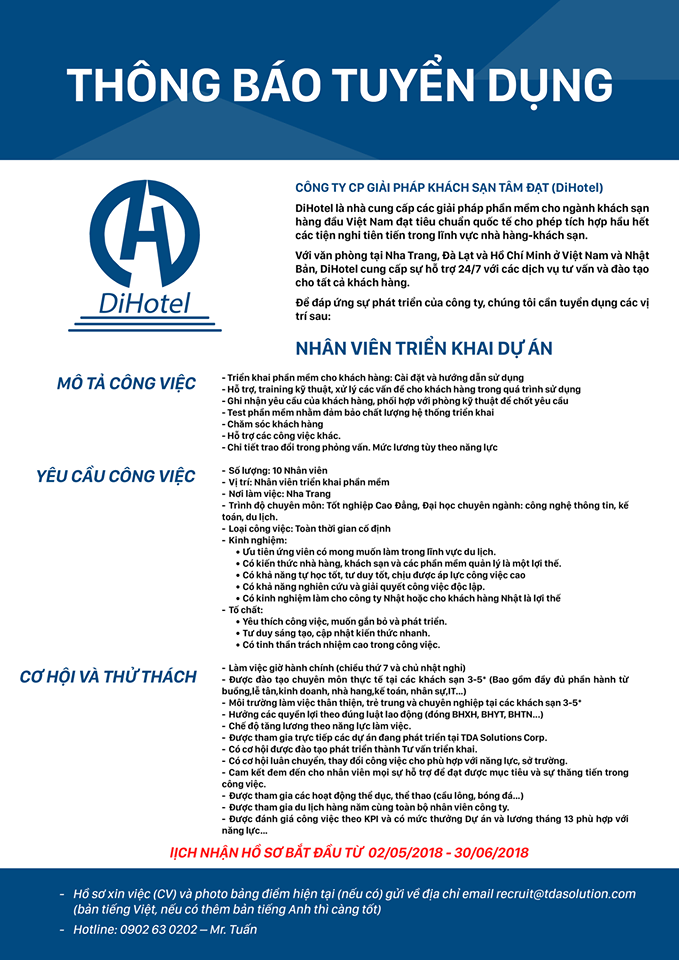 THÔNG BÁO TUYỂN DỤNG
DiHotel
CÔNG TY CP GIẢI PHÁP KHÁCH SẠN TÂM ĐẠT (DiHotel)
DiHotel là nhà cung cấp các giải pháp phần mềm cho ngành khách sạn
hàng đầu Việt Nam đạt tiêu chuẩn quốc tế cho phép tích hợp hầu hết
các tiện nghi tiên tiến trong lĩnh vực nhà hàng-khách sạn.
Với văn phòng tại Nha Trang, Đà Lạt và Hồ Chí Minh ở Việt Nam và Nhật
Bản, DiHotel cung cấp sự hỗ trợ 24/7 với các dịch vụ tư vấn và đào tạo
cho tất cả khách hàng.
Để đáp ứng sự phát triển của công ty, chúng tôi cần tuyển dụng các vị
trí sau:
NHÂN VIÊN TRIỂN KHAI DỰ ÁN
MÔ TẢ CÔNG VIỆC
- Triển khai phần mềm cho khách hàng: Cài đặt và hướng dẫn sử dụng
- Hỗ trợ, training kỹ thuật, xử lý các vấn đề cho khách hàng trong quá trình sử dụng
- Ghi nhận yêu cầu của khách hàng, phối hợp với phòng kỹ thuật để chốt yêu cầu
- Test phần mềm nhằm đảm bảo chất lượng hệ thống triển khai
- Chăm sóc khách hàng
- Hỗ trợ các công việc khác.
- Chi tiết trao đổi trong phỏng vấn. Mức lương tùy theo năng lực
YÊU CẦU CÔNG VIỆC
- Số lượng: 10 Nhân viên
- Vị trí: Nhân viên triển khai phần mềm
- Nơi làm việc: Nha Trang
- Trình độ chuyên môn: Tốt nghiệp Cao Đẳng, Đại học chuyên ngành: công nghệ thông tin, kế
toán, du lịch.
- Loại công việc: Toàn thời gian cố định
- Kinh nghiệm:
• Ưu tiên ứng viên có mong muốn làm trong lĩnh vực du lịch.
• Có kiến thức nhà hàng, khách sạn và các phần mềm quản lý là một lợi thế.
• Có khả năng tự học tốt, tư duy tốt, chịu được áp lực công việc cao
• Có khả năng nghiên cứu và giải quyết công việc độc lập.
• Có kinh nghiệm làm cho công ty Nhật hoặc cho khách hàng Nhật là lợi thế
- Tố chất:
• Yêu thích công việc, muốn gắn bó và phát triển.
• Tư duy sáng tạo, cập nhật kiến thức nhanh.
• Có tinh thần trách nhiệm cao trong công việc.
CƠ HỘI VÀ THỬ THÁCH
- Làm việc giờ hành chính (chiều thứ 7 và chủ nhật nghỉ)
- Được đào tạo chuyên môn thực tế tại các khách sạn 3-5* (Bao gồm đầy đủ phần hành từ
buồng,lễ tân,kinh doanh, nhà hang,kế toán, nhân sự,IT...)
- Môi trường làm việc thân thiện, trẻ trung và chuyên nghiệp tại các khách sạn 3-5*
- Hưởng các quyền lợi theo đúng luật lao động (đóng BHXH, BHYT, BHTN...)
- Chế độ tăng lương theo năng lực làm việc.
- Được tham gia trực tiếp các dự án đang phát triển tại TDA Solutions Corp.
- Có cơ hội được đào tạo phát triển thành Tư vấn triển khai.
- Có cơ hội luân chuyển, thay đổi công việc cho phù hợp với năng lực, sở trường.
- Cam kết đem đến cho nhân viên mọi sự hỗ trợ để đạt được mục tiêu và sự thăng tiến trong
công việc.
- Được tham gia các hoạt động thể dục, thể thao (cầu lông, bóng đá...)
- Được tham gia du lịch hàng năm cùng toàn bộ nhân viên công ty.
- Được đánh giá công việc theo KPI và có mức thưởng Dự án và lương tháng 13 phù hợp với
năng lực...
lỊCH NHẬN HỒ SƠ BẮT ĐẦU TỪ 02/05/2018 - 30/06/2018
- Hồ sơ xin việc (CV) và photo bảng điểm hiện tại (nếu có) gửi về địa chỉ email recruit@tdasolution.com
(bản tiếng Việt, nếu có thêm bản tiếng Anh thì càng tốt)
- Hotline: 0902 63 0202 – Mr. Tuấn